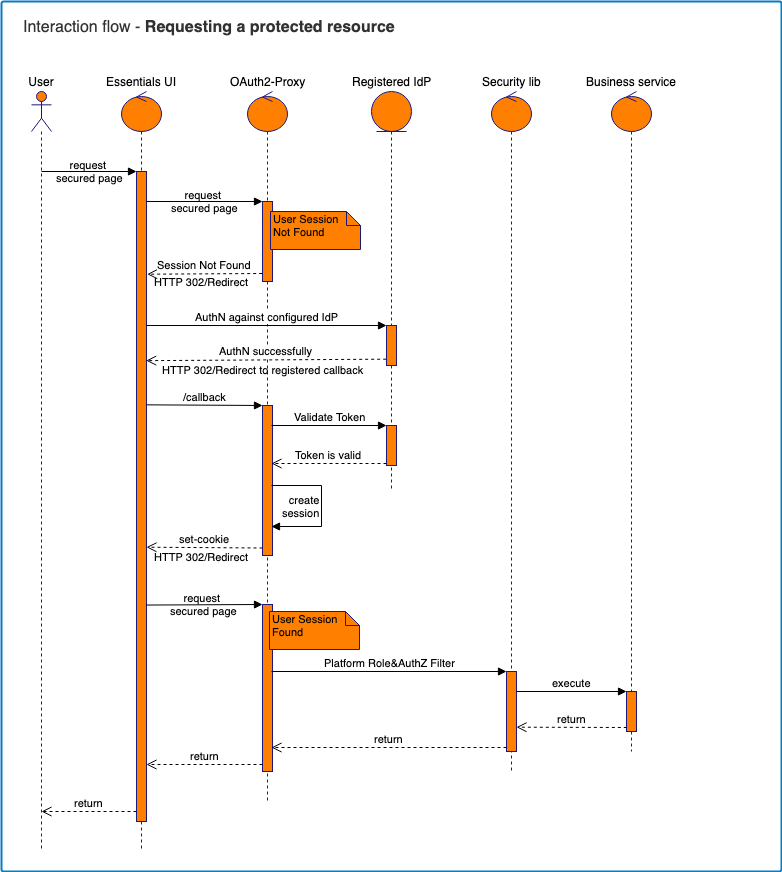 Interaction flow - Requesting a protected resource
User
Essentials UI
OAuth2-Proxy
Registered IdP
Security lib
Business service
request
secured page
request
secured page
User Session
Not Found
Session Not Found
HTTP 302/Redirect
AuthN against configured IdP
AuthN successfully
HTTP 302/Redirect to registered callback
/callback
Validate Token
Token is valid
create
session
set-cookie
HTTP 302/Redirect
request
secured page
User Session
Found
Platform Role&AuthZ Filter
execute
return
return
return
return